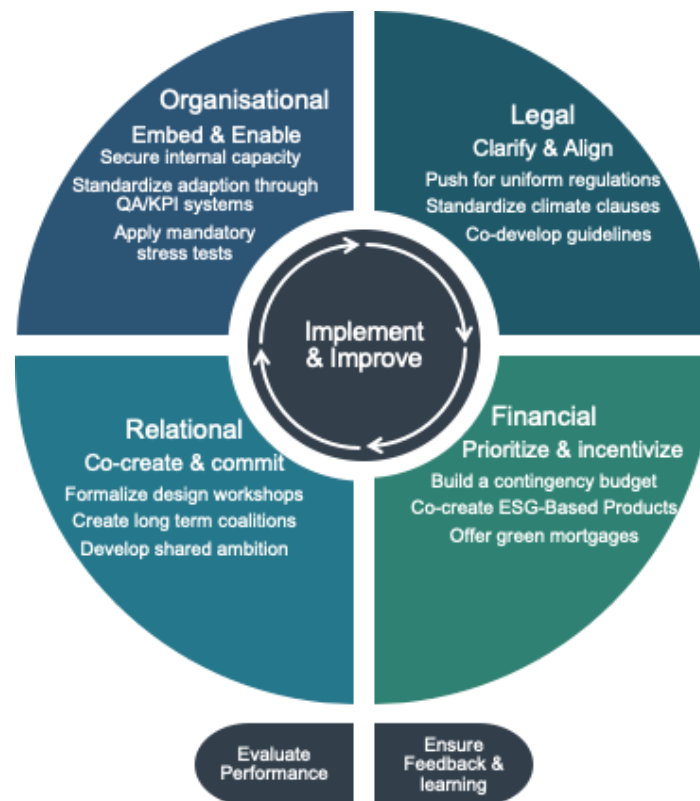 Organisational
Embed & Enable
Secure internal capacity
Standardize adaption through
QA/KPI systems
Apply mandatory
stress tests
Legal
Clarify & Align
Push for uniform regulations
Standardize climate clauses
Co-develop guidelines
Implement
& Improve
Relational
Co-create & commit
Formalize design workshops
Create long term coalitions
Develop shared ambition
Financial
Prioritize & incentivize
Build a contingency budget
Co-create ESG-Based Products
Offer green mortgages
Evaluate
Performance
Ensure
Feedback &
learning